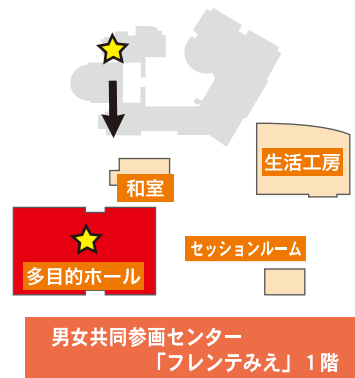 生活工房
和室
セッションルーム
多目的ホール
男女共同参画センター
「フレンテみえ」１階